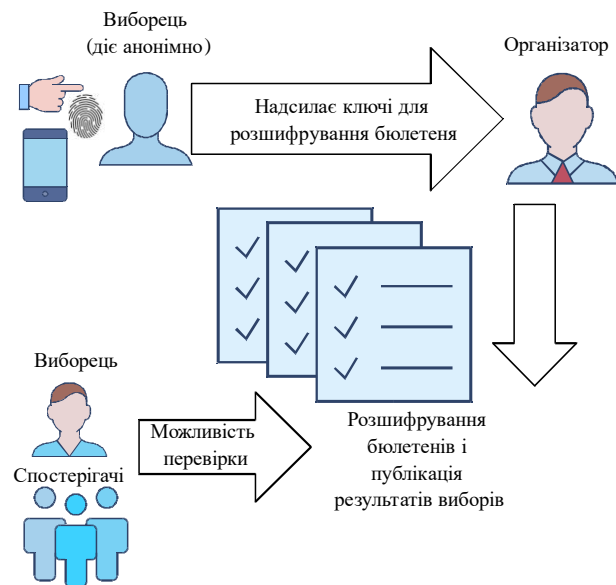 Виборець
(діє анонімно)
Організатор
Надсилає ключі для
розшифрування бюлетеня
Виборець
Спостерігачі
Можливість
перевірки
Розшифрування
бюлетенів і
публікація
результатів виборів